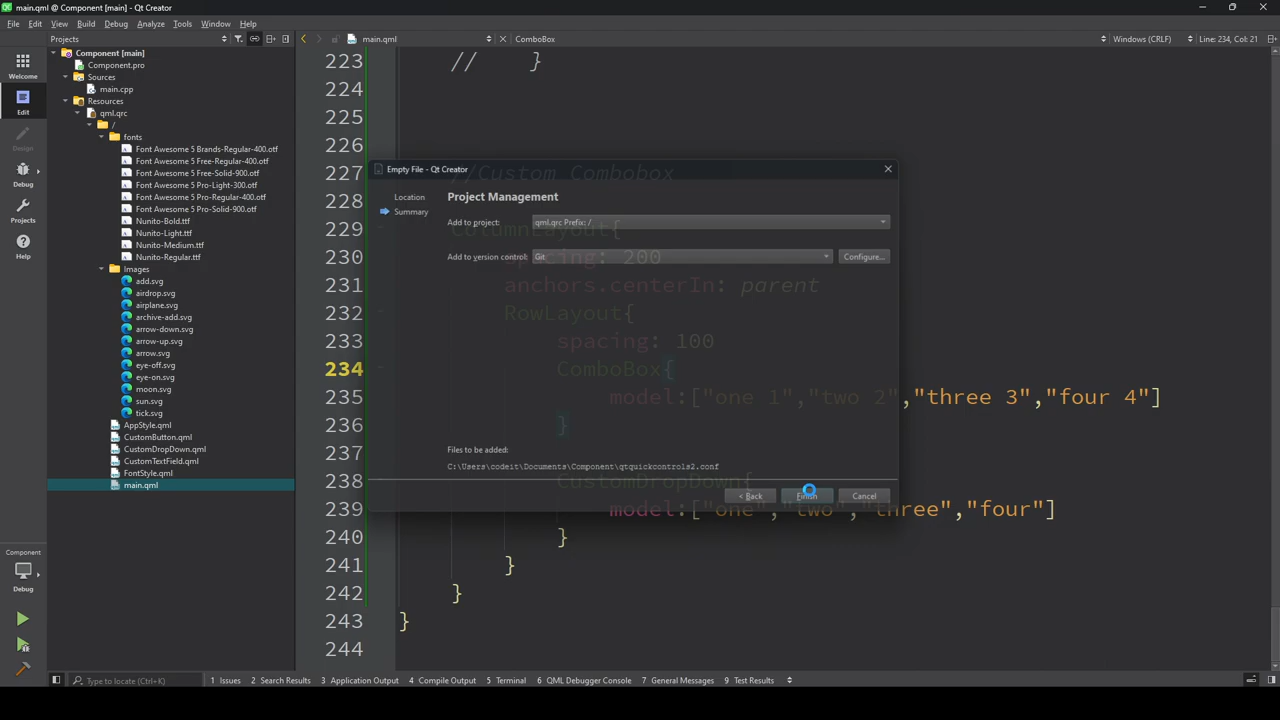 main.qml @ Component [main] - Qt Creator
File Edit View Build Debug Analyze Tools Window Help
Projects
main.qml
ComboBox
Windows (CRLF)
Line: 234, Col: 21
Welcome
Edit
Design
Debug
Projects
Help
Component
Debug
Component [main]
Component.pro
Sources
main.cpp
Resources
qml.qrc
/
fonts
Font Awesome 5 Brands-Regular-400.otf
Font Awesome 5 Free-Regular-400.otf
Font Awesome 5 Free-Solid-900.otf
Font Awesome 5 Pro-Light-300.otf
Font Awesome 5 Pro-Regular-400.otf
Font Awesome 5 Pro-Solid-900.otf
Nunito-Bold.ttf
Nunito-Light.ttf
Nunito-Medium.ttf
Nunito-Regular.ttf
Images
add.svg
airdrop.svg
airplane.svg
archive-add.svg
arrow-down.svg
arrow-up.svg
arrow.svg
eye-off.svg
eye-on.svg
moon.svg
sun.svg
tick.svg
AppStyle.qml
CustomButton.qml
CustomDropDown.qml
CustomTextField.qml
FontStyle.qml
main.qml
223 // }
224
225
226
227 //Custom Combobox
228
229 ColumnLayout{
230 spacing: 200
231 anchors.centerIn: parent
232 RowLayout{
233 spacing: 100
234 ComboBox{
235 model:["one 1","two 2","three 3","four 4"]
236 }
237
238 CustomDropDown{
239 model:["one","two","three","four"]
240 }
241 }
242 }
243 }
244
Empty File - Qt Creator
Location
Summary
Project Management
Add to project: qml.qrc Prefix: /
Add to version control: Git Configure...
Files to be added:
C:\Users\codeit\Documents\Component\qtquickcontrols2.conf
< Back Finish Cancel
Type to locate (Ctrl+K)
1 Issues 2 Search Results 3 Application Output 4 Compile Output 5 Terminal 6 QML Debugger Console 7 General Messages 9 Test Results